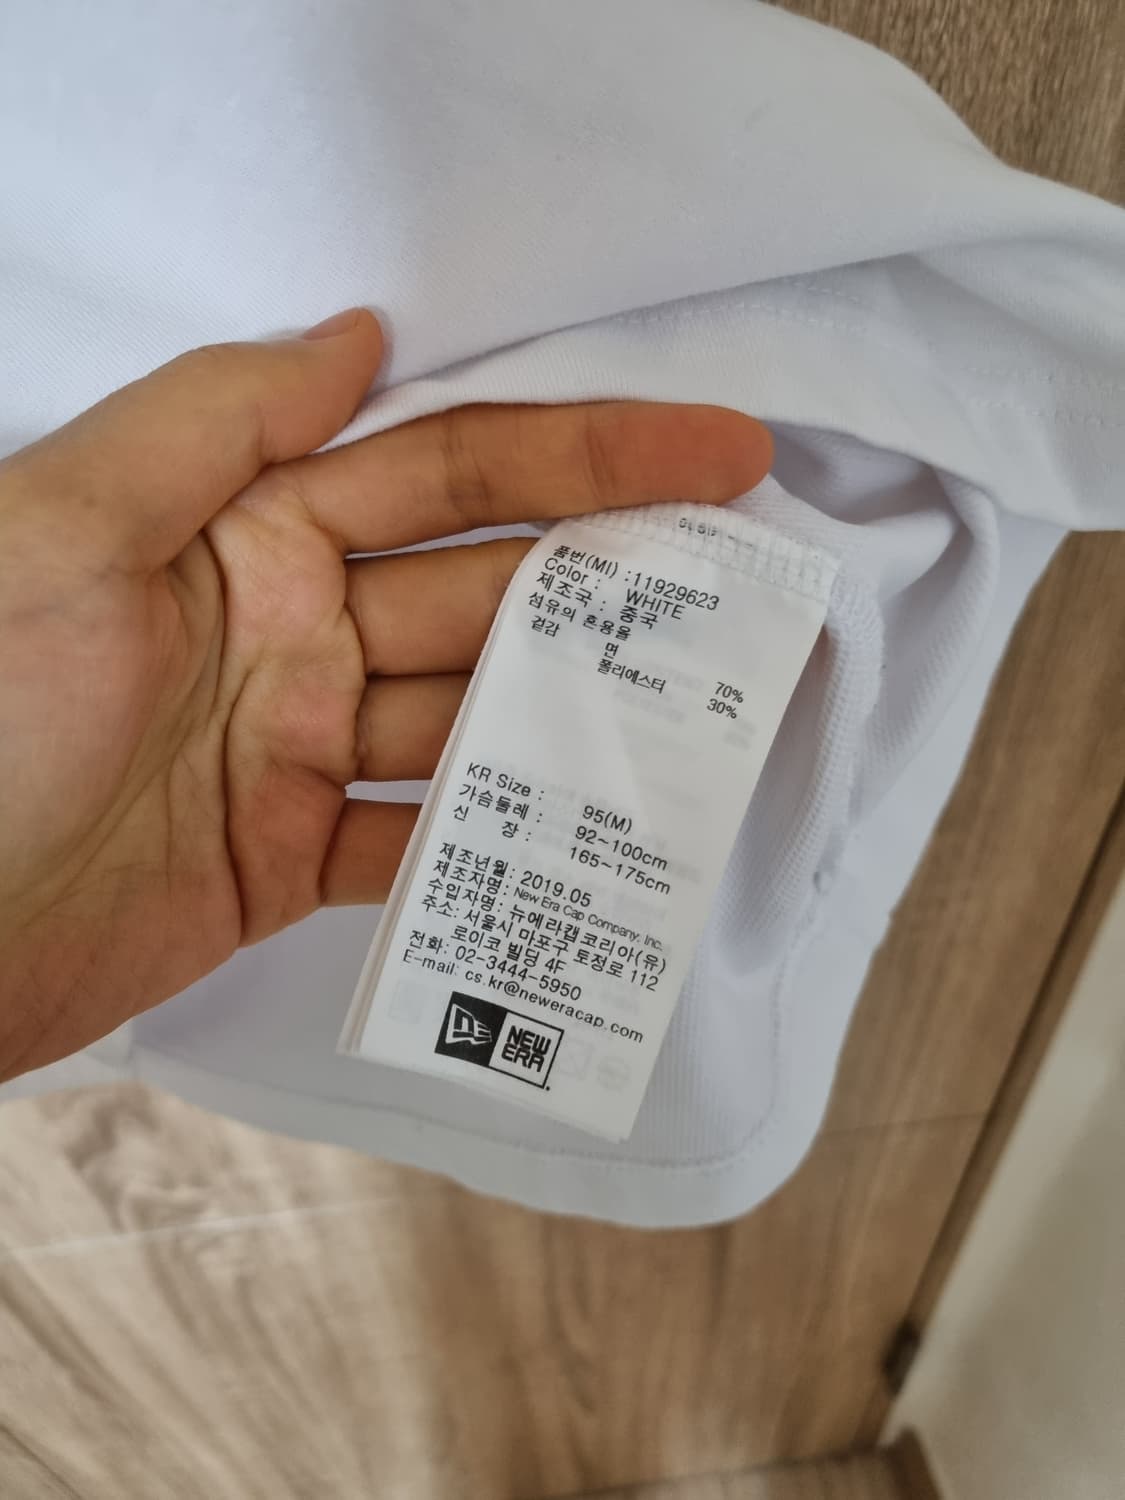 품번(MI) :11929623
Color : WHITE
제조국 : 중국
섬유의 혼용율
겉감 면 70%
폴리에스터 30%
KR Size : 95(M)
가슴둘레 : 92~100cm
신 장 : 165~175cm
제조년월: 2019.05
제조자명: New Era Cap Company, Inc.
수입자명: 뉴에라캡코리아(유)
주소: 서울시 마포구 토정로 112
로이코 빌딩 4F
전화: 02-3444-5950
E-mail: cs.kr@neweracap.com
NE NEW
ERA